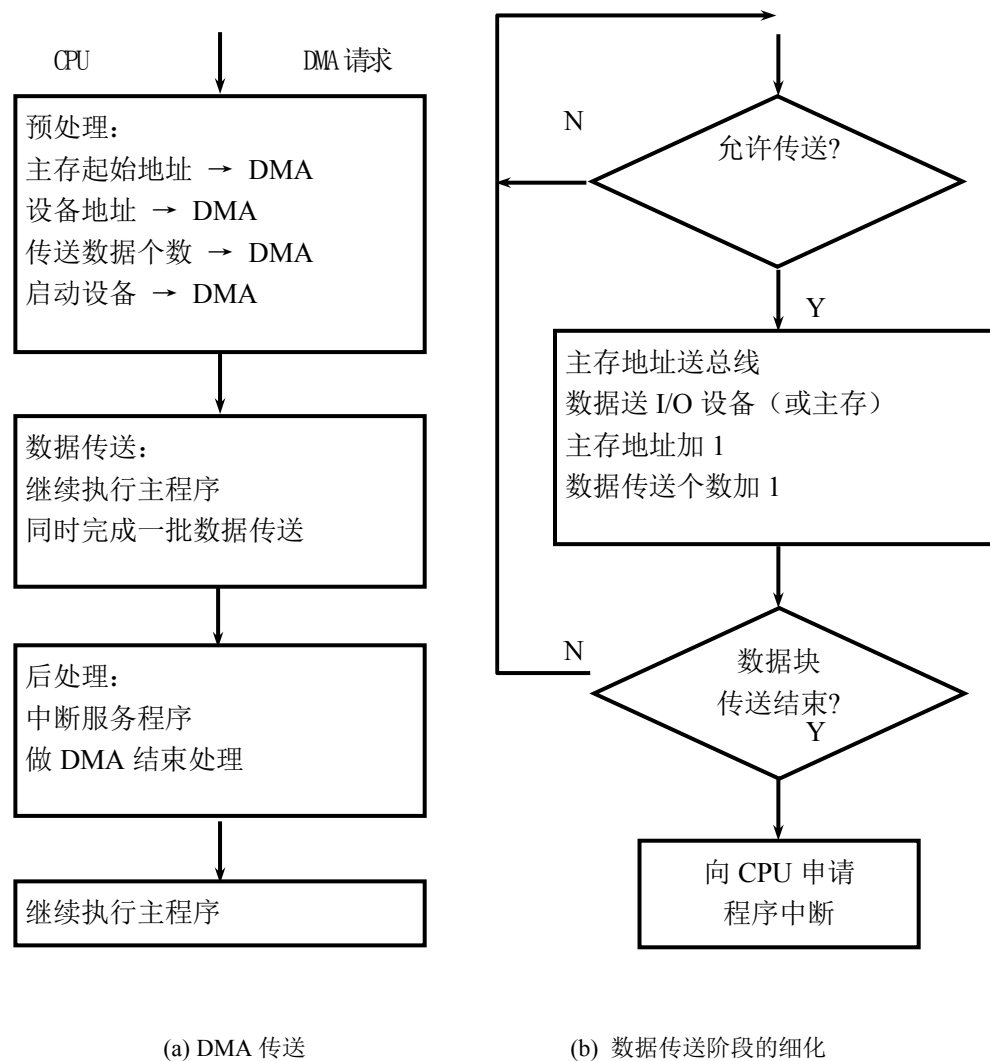 CPU DMA 请求
预处理：
主存起始地址 → DMA
设备地址 → DMA
传送数据个数 → DMA
启动设备 → DMA
数据传送：
继续执行主程序
同时完成一批数据传送
后处理：
中断服务程序
做 DMA 结束处理
继续执行主程序
(a) DMA 传送
N
允许传送?
Y
主存地址送总线
数据送 I/O 设备（或主存）
主存地址加 1
数据传送个数加 1
N
数据块
传送结束?
Y
向 CPU 申请
程序中断
(b) 数据传送阶段的细化